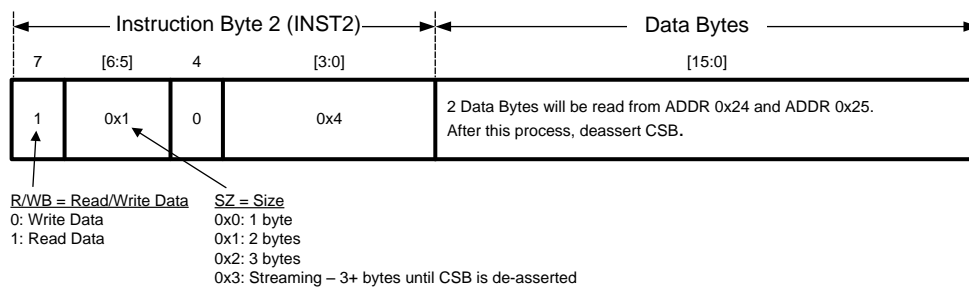 Instruction Byte 2 (INST2) Data Bytes
7 [6:5] 4 [3:0] [15:0]
1 0x1 0 0x4
2 Data Bytes will be read from ADDR 0x24 and ADDR 0x25.
After this process, deassert CSB.
R/WB = Read/Write Data
0: Write Data
1: Read Data
SZ = Size
0x0: 1 byte
0x1: 2 bytes
0x2: 3 bytes
0x3: Streaming – 3+ bytes until CSB is de-asserted